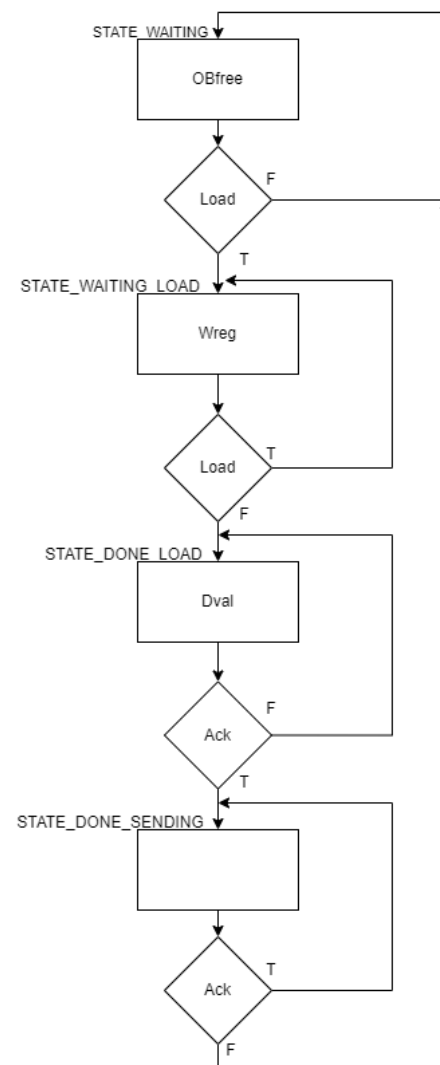 STATE_WAITING
OBfree
Load
F
T
STATE_WAITING_LOAD
Wreg
Load
T
F
STATE_DONE_LOAD
Dval
F
Ack
T
STATE_DONE_SENDING
T
Ack
F